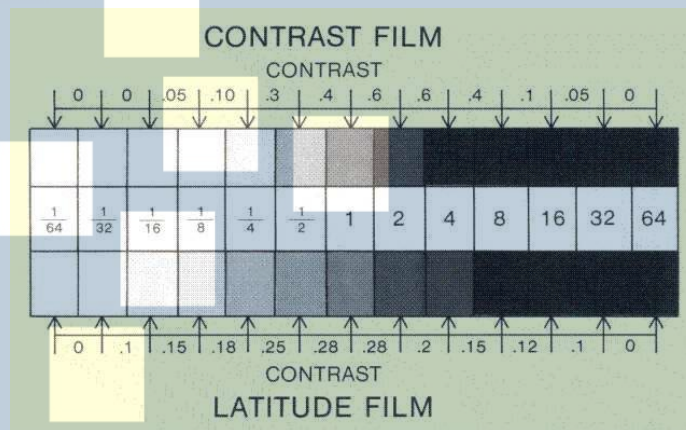 CONTRAST FILM
CONTRAST
0 0 .05 .10 .3 .4 .6 .6 .4 .1 .05 0
1/64 1/32 1/16 1/8 1/4 1/2 1 2 4 8 16 32 64
0 .1 .15 .18 .25 .28 .28 .2 .15 .12 .1 0
CONTRAST
LATITUDE FILM